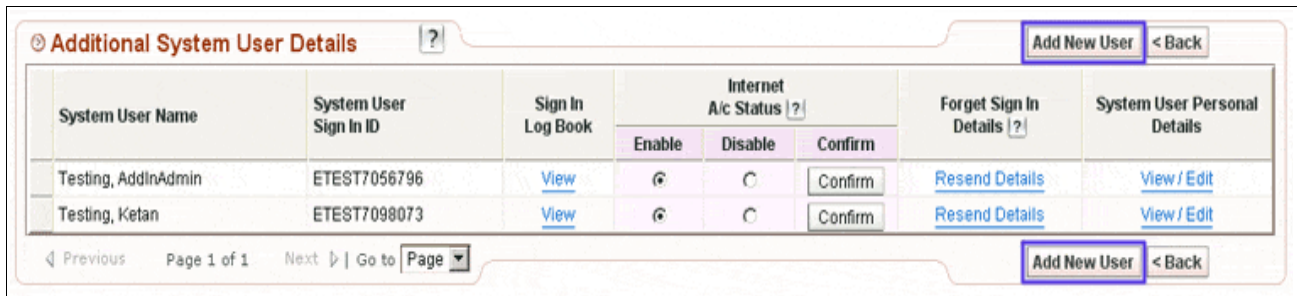 Additional System User Details ? Add New User < Back
System User Name System User Sign In ID Sign In Log Book Internet A/c Status ? Forget Sign In Details ? System User Personal Details
Enable Disable Confirm
Testing, AddInAdmin ETEST7056796 View Confirm Resend Details View / Edit
Testing, Ketan ETEST7098073 View Confirm Resend Details View / Edit
Previous Page 1 of 1 Next | Go to Page Add New User < Back